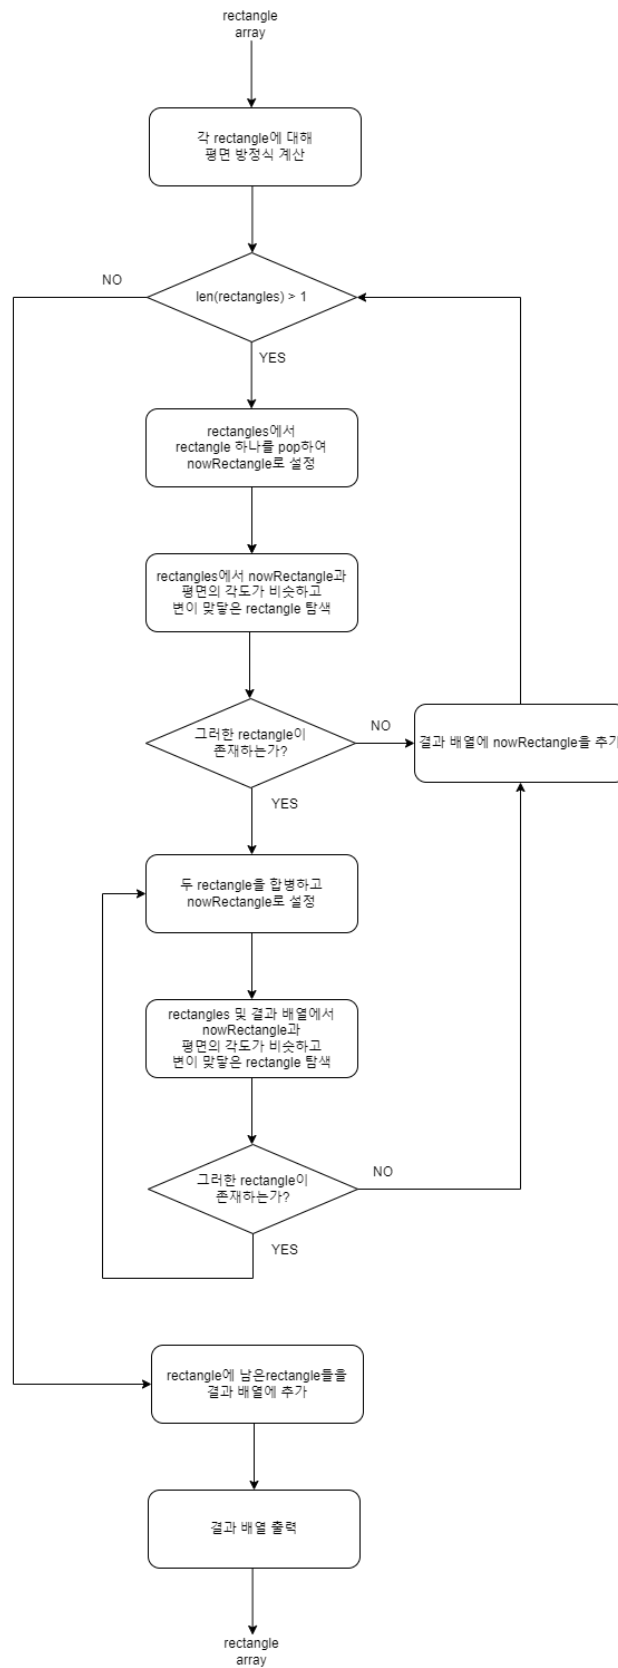 rectangle
array
각 rectangle에 대해
평면 방정식 계산
NO
len(rectangles) > 1
YES
rectangles에서
rectangle 하나를 pop하여
nowRectangle로 설정
rectangles에서 nowRectangle과
평면의 각도가 비슷하고
변이 맞닿은 rectangle 탐색
그러한 rectangle이
존재하는가?
NO
결과 배열에 nowRectangle을 추가
YES
두 rectangle을 합병하고
nowRectangle로 설정
rectangles 및 결과 배열에서
nowRectangle과
평면의 각도가 비슷하고
변이 맞닿은 rectangle 탐색
그러한 rectangle이
존재하는가?
NO
YES
rectangle에 남은rectangle들을
결과 배열에 추가
결과 배열 출력
rectangle
array